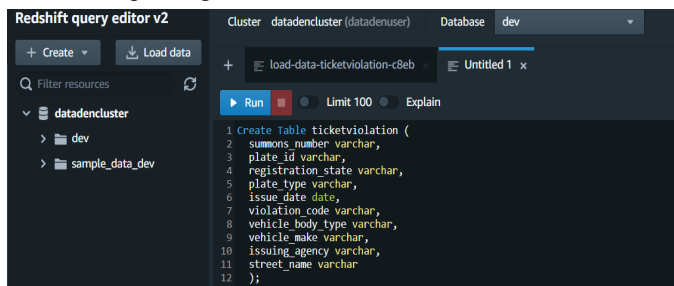 Redshift query editor v2
Cluster datadencluster (datadenuser) Database dev
+ Create Load data
+ load-data-ticketviolation-c8eb × Untitled 1 ×
Filter resources
Run Limit 100 Explain
datadencluster
dev
sample_data_dev
1 Create Table ticketviolation (
2 summons_number varchar,
3 plate_id varchar,
4 registration_state varchar,
5 plate_type varchar,
6 issue_date date,
7 violation_code varchar,
8 vehicle_body_type varchar,
9 vehicle_make varchar,
10 issuing_agency varchar,
11 street_name varchar
12 );